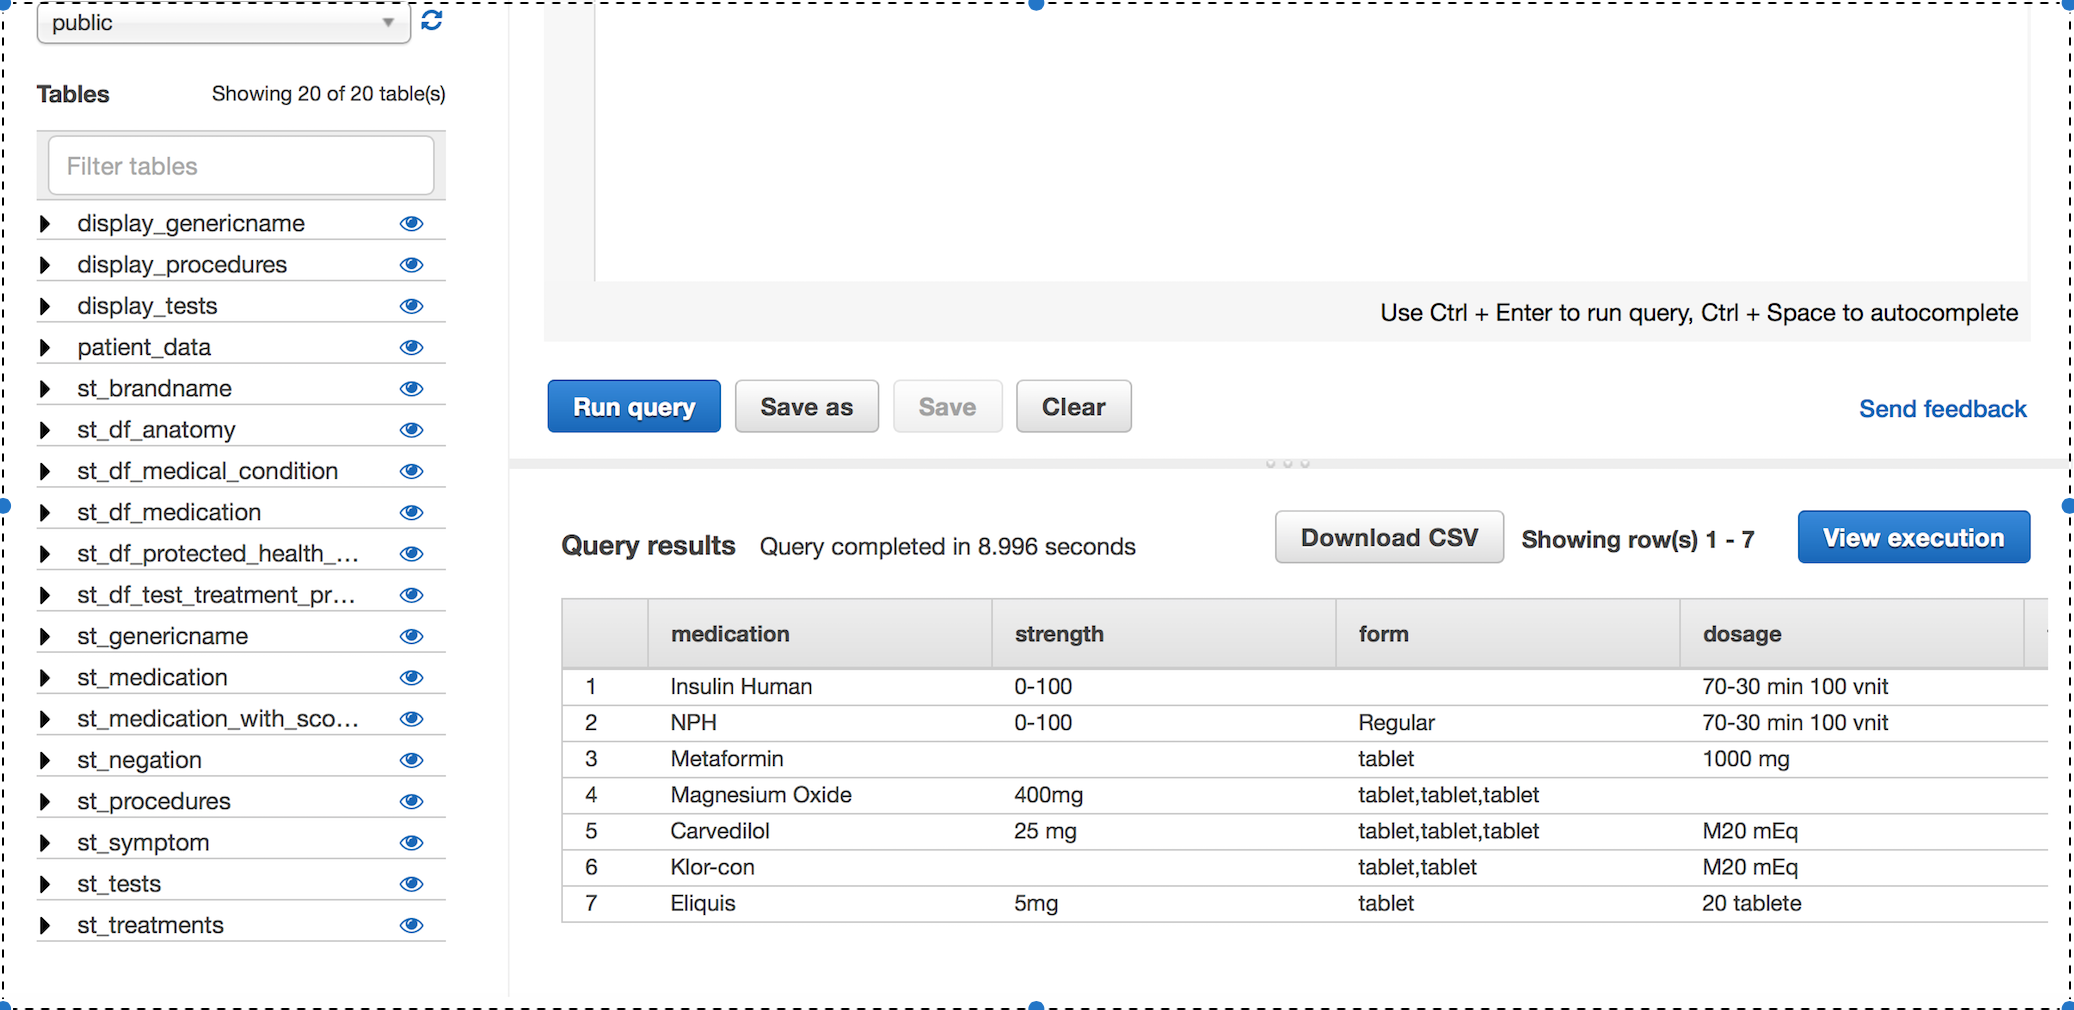 public
Tables Showing 20 of 20 table(s)
Filter tables
display_genericname
display_procedures
display_tests
patient_data
st_brandname
st_df_anatomy
st_df_medical_condition
st_df_medication
st_df_protected_health_...
st_df_test_treatment_pr...
st_genericname
st_medication
st_medication_with_sco...
st_negation
st_procedures
st_symptom
st_tests
st_treatments
Use Ctrl + Enter to run query, Ctrl + Space to autocomplete
Run query Save as Save Clear Send feedback
Query results Query completed in 8.996 seconds Download CSV Showing row(s) 1 - 7 View execution
medication strength form dosage
1 Insulin Human 0-100 70-30 min 100 vnit
2 NPH 0-100 Regular 70-30 min 100 vnit
3 Metaformin tablet 1000 mg
4 Magnesium Oxide 400mg tablet,tablet,tablet
5 Carvedilol 25 mg tablet,tablet,tablet M20 mEq
6 Klor-con tablet,tablet M20 mEq
7 Eliquis 5mg tablet 20 tablete